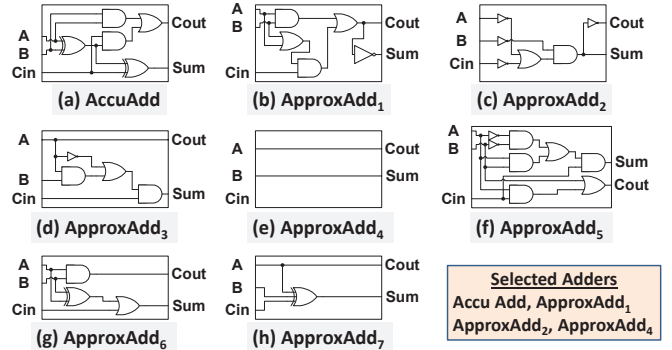 A
B
Cin
Cout
Sum
(a) AccuAdd
A
B
Cin
Cout
Sum
(b) ApproxAdd₁
A
B
Cin
Cout
Sum
(c) ApproxAdd₂
A
B
Cin
Cout
Sum
(d) ApproxAdd₃
A
B
Cout
Sum
(e) ApproxAdd₄
A
B
Cin
Sum
Cout
(f) ApproxAdd₅
A
B
Cin
Cout
Sum
(g) ApproxAdd₆
A
B
Cin
Cout
Sum
(h) ApproxAdd₇
Selected Adders
Accu Add, ApproxAdd₁
ApproxAdd₂, ApproxAdd₄